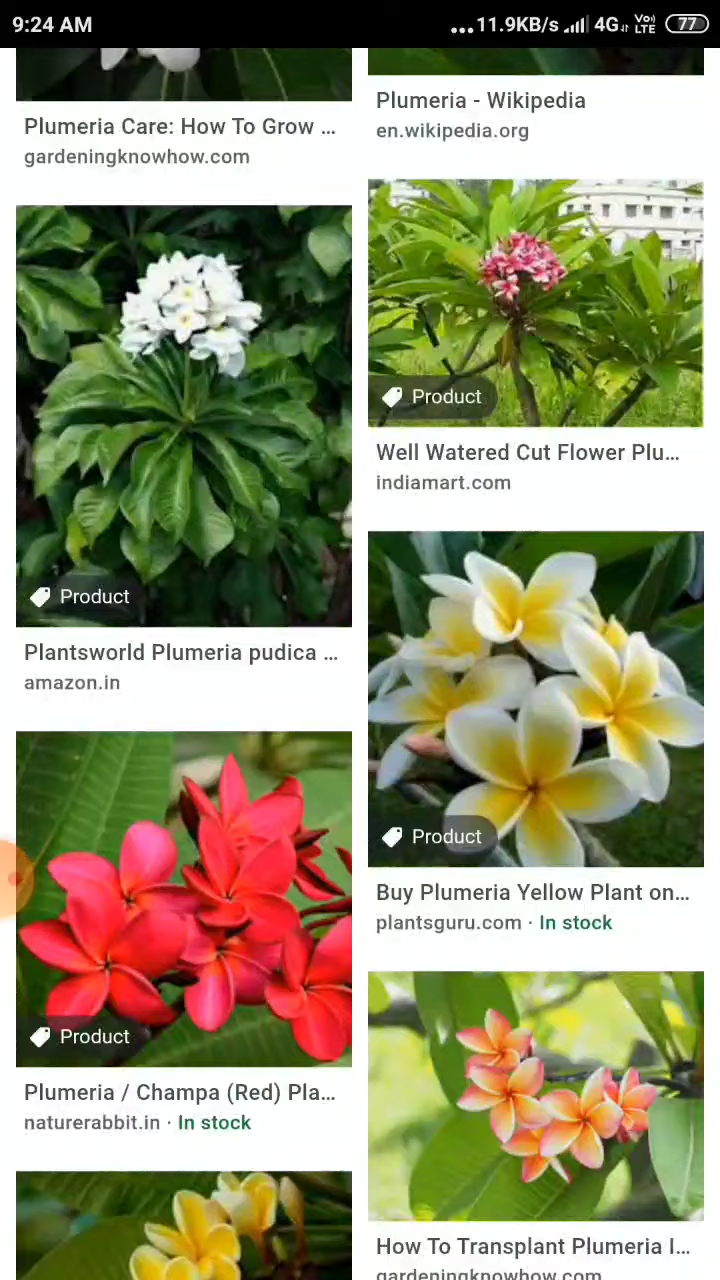 9:24 AM
...11.9KB/s 4G Vo) LTE 77
Plumeria Care: How To Grow ...
gardeningknowhow.com
Plumeria - Wikipedia
en.wikipedia.org
Product
Plantsworld Plumeria pudica ...
amazon.in
Product
Well Watered Cut Flower Plu...
indiamart.com
Product
Plumeria / Champa (Red) Pla...
naturerabbit.in · In stock
Product
Buy Plumeria Yellow Plant on...
plantsguru.com · In stock
How To Transplant Plumeria I...
gardeningknowhow.com